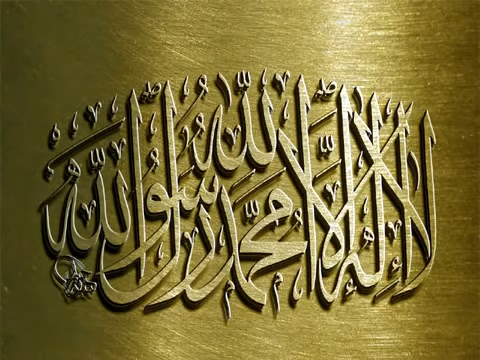 لا إله إلا الله محمد رسول الله